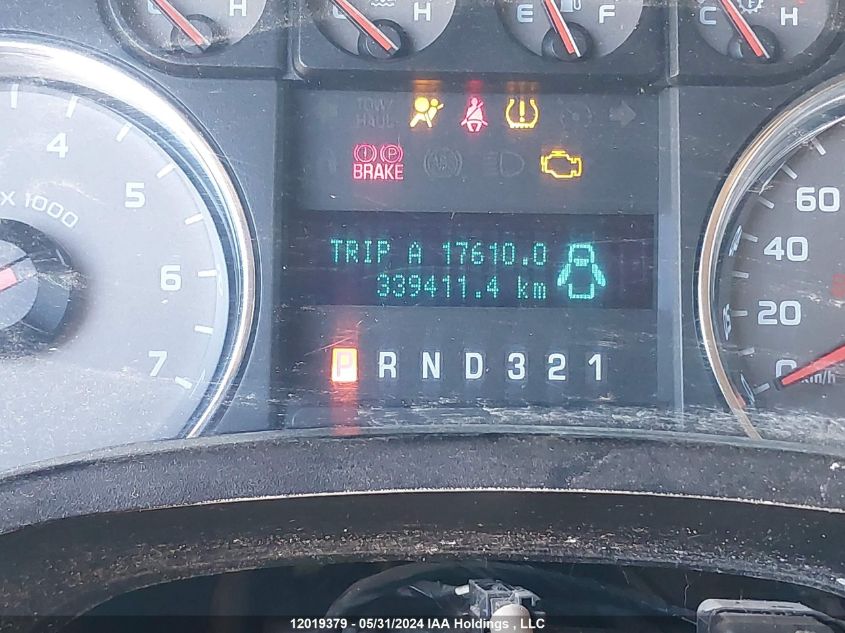 H
H
E F
C H
TOW/
HAUL
BRAKE
4
5
6
7
x 1000
TRIP A 17610.0
339411.4 km
P R N D 3 2 1
60
40
20
0
km/h
12019379 - 05/31/2024 IAA Holdings , LLC